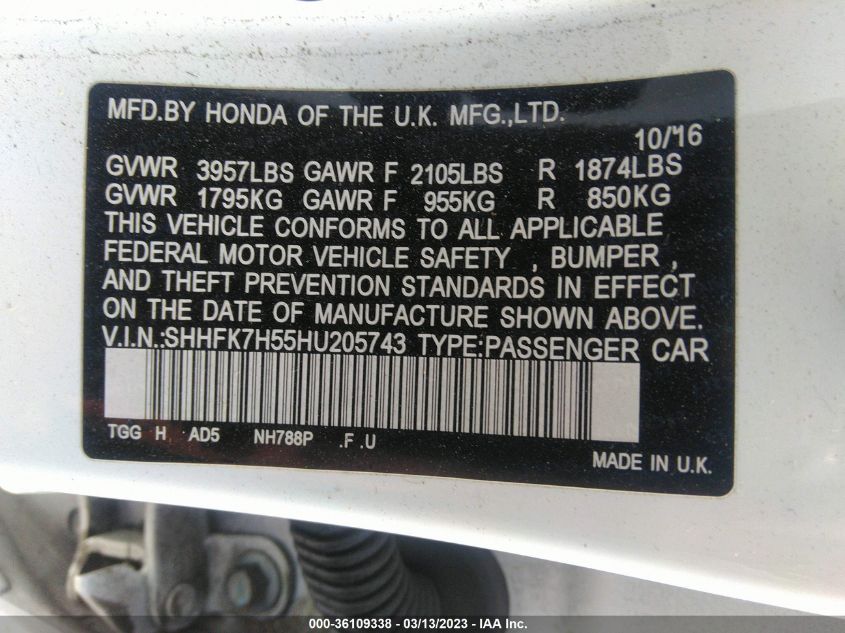 MFD.BY HONDA OF THE U.K. MFG.,LTD.
10/'16
GVWR 3957LBS GAWR F 2105LBS R 1874LBS
GVWR 1795KG GAWR F 955KG R 850KG
THIS VEHICLE CONFORMS TO ALL APPLICABLE
FEDERAL MOTOR VEHICLE SAFETY , BUMPER ,
AND THEFT PREVENTION STANDARDS IN EFFECT
ON THE DATE OF MANUFACTURE SHOWN ABOVE.
V.I.N.:SHHFK7H55HU205743 TYPE:PASSENGER CAR
TGG H AD5 NH788P .F .U
MADE IN U.K.
000-36109338 - 03/13/2023 - IAA Inc.